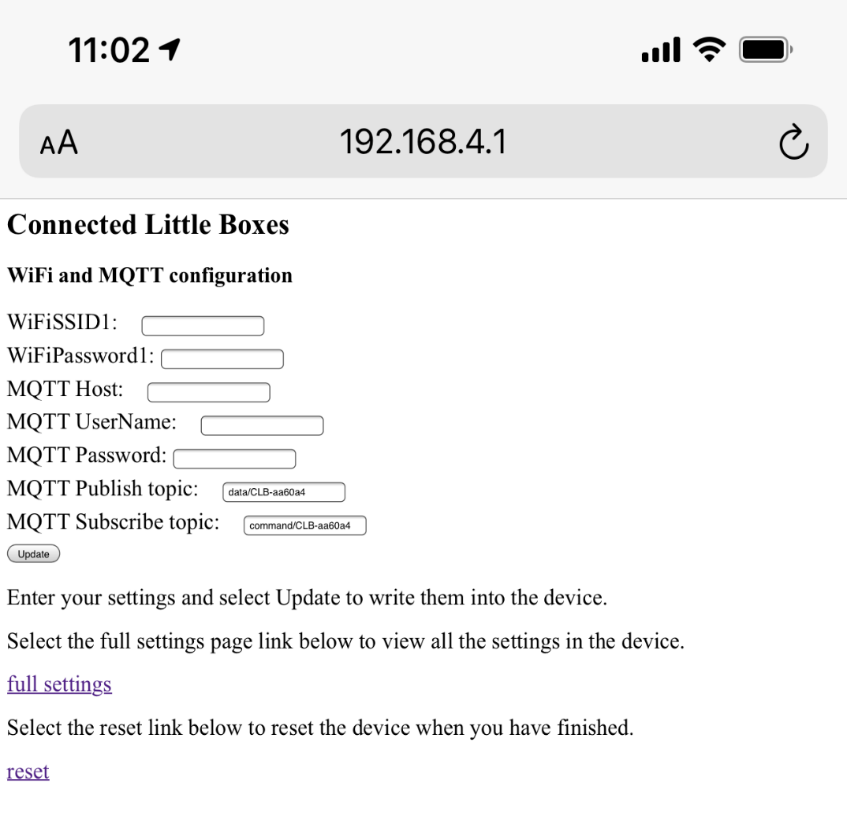 11:02
AA
192.168.4.1
Connected Little Boxes
WiFi and MQTT configuration
WiFiSSID1:
WiFiPassword1:
MQTT Host:
MQTT UserName:
MQTT Password:
MQTT Publish topic: data/CLB-aa60a4
MQTT Subscribe topic: command/CLB-aa60a4
Update
Enter your settings and select Update to write them into the device.
Select the full settings page link below to view all the settings in the device.
full settings
Select the reset link below to reset the device when you have finished.
reset